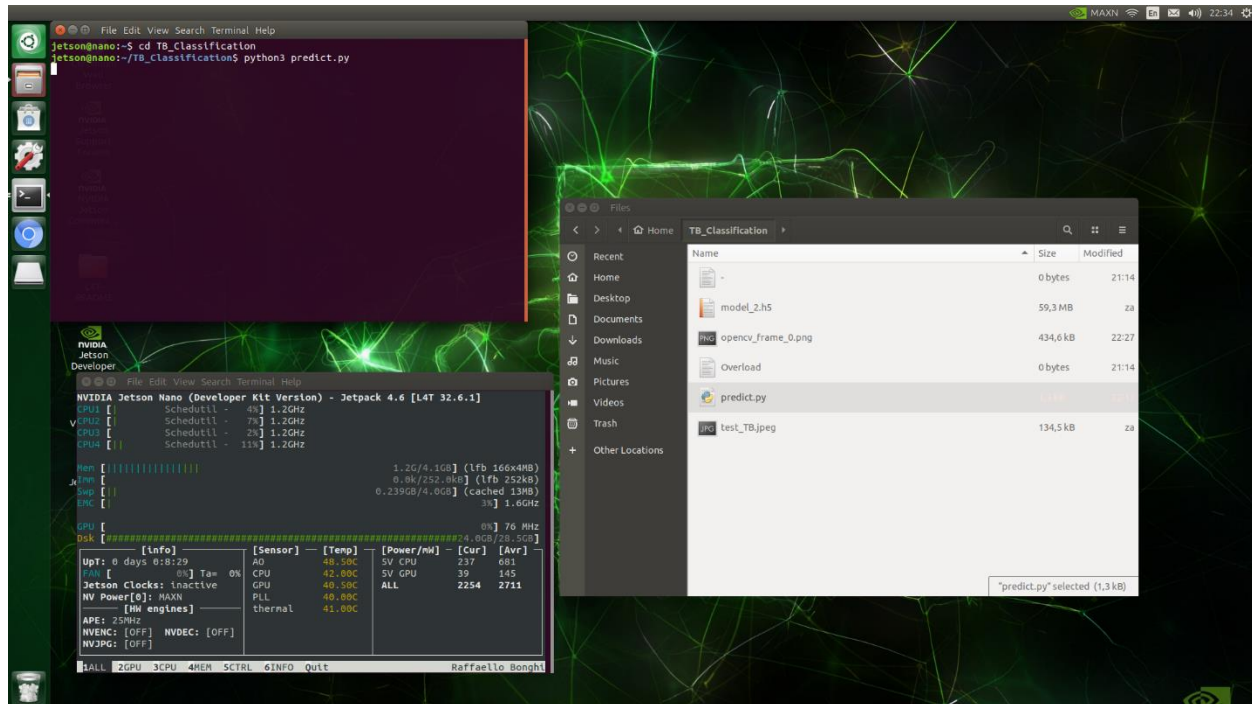 MAXN En 22:34
File Edit View Search Terminal Help
jetson@nano:~$ cd TB_Classification
jetson@nano:~/TB_Classification$ python3 predict.py
NVIDIA
Jetson
Developer
Files
Home TB_Classification
Recent
Home
Desktop
Documents
Downloads
Music
Pictures
Videos
Trash
Other Locations
Name Size Modified
- 0 bytes 21:14
model_2.h5 59,3 MB za
opencv_frame_0.png 434,6 kB 22:27
Overload 0 bytes 21:14
predict.py
test_TB.jpeg 134,5 kB za
"predict.py" selected (1,3 kB)
File Edit View Search Terminal Help
NVIDIA Jetson Nano (Developer Kit Version) - Jetpack 4.6 [L4T 32.6.1]
CPU1 [| Schedutil - 4%] 1.2GHz
CPU2 [| Schedutil - 7%] 1.2GHz
CPU3 [ Schedutil - 2%] 1.2GHz
CPU4 [|| Schedutil - 11%] 1.2GHz
Mem [|||||||||||||||| 1.2G/4.1GB] (lfb 166x4MB)
Imm [ 0.0k/252.0kB] (lfb 252kB)
Swp [|| 0.239GB/4.0GB] (cached 13MB)
EMC [| 3%] 1.6GHz
GPU [ 0%] 76 MHz
Dsk [##### 24.0GB/28.5GB]
[info] [Sensor] [Temp] [Power/mW] [Cur] [Avr]
UpT: 0 days 0:8:29 AO 48.50C 5V CPU 237 681
FAN [ 0%] Ta= 0% CPU 42.00C 5V GPU 39 145
Jetson Clocks: inactive GPU 40.50C ALL 2254 2711
NV Power[0]: MAXN PLL 40.00C
[HW engines] thermal 41.00C
APE: 25MHz
NVENC: [OFF] NVDEC: [OFF]
NVJPG: [OFF]
1ALL 2GPU 3CPU 4MEM 5CTRL 6INFO Quit Raffaello Bonghi